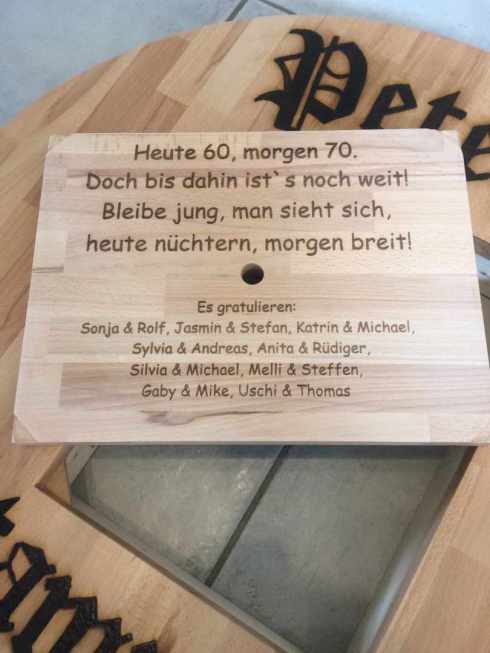 Pete
Heute 60, morgen 70.
Doch bis dahin ist`s noch weit!
Bleibe jung, man sieht sich,
heute nüchtern, morgen breit!
Es gratulieren:
Sonja & Rolf, Jasmin & Stefan, Katrin & Michael,
Sylvia & Andreas, Anita & Rüdiger,
Silvia & Michael, Melli & Steffen,
Gaby & Mike, Uschi & Thomas